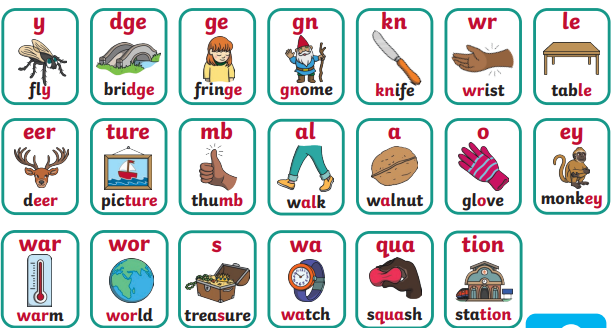 y dge ge gn kn wr le
fly bridge fringe gnome knife wrist table
eer ture mb al a o ey
deer picture thumb walk walnut glove monkey
war wor s wa qua tion
warm world treasure watch squash station